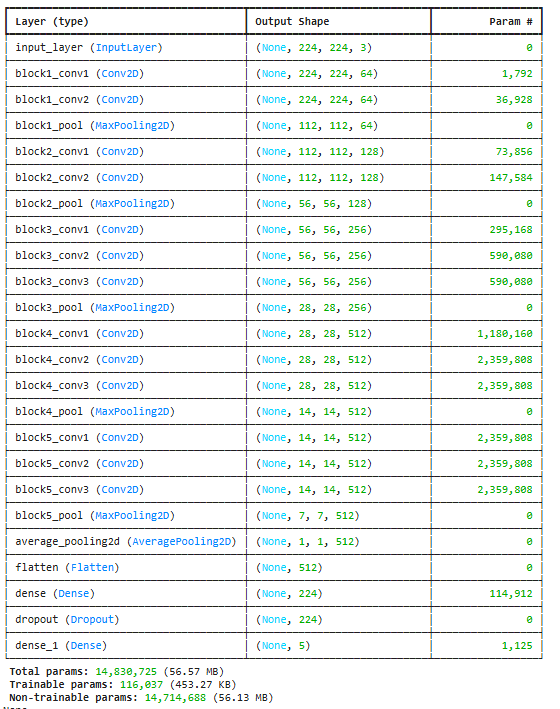 Layer (type) Output Shape Param #
input_layer (InputLayer) (None, 224, 224, 3) 0
block1_conv1 (Conv2D) (None, 224, 224, 64) 1,792
block1_conv2 (Conv2D) (None, 224, 224, 64) 36,928
block1_pool (MaxPooling2D) (None, 112, 112, 64) 0
block2_conv1 (Conv2D) (None, 112, 112, 128) 73,856
block2_conv2 (Conv2D) (None, 112, 112, 128) 147,584
block2_pool (MaxPooling2D) (None, 56, 56, 128) 0
block3_conv1 (Conv2D) (None, 56, 56, 256) 295,168
block3_conv2 (Conv2D) (None, 56, 56, 256) 590,080
block3_conv3 (Conv2D) (None, 56, 56, 256) 590,080
block3_pool (MaxPooling2D) (None, 28, 28, 256) 0
block4_conv1 (Conv2D) (None, 28, 28, 512) 1,180,160
block4_conv2 (Conv2D) (None, 28, 28, 512) 2,359,808
block4_conv3 (Conv2D) (None, 28, 28, 512) 2,359,808
block4_pool (MaxPooling2D) (None, 14, 14, 512) 0
block5_conv1 (Conv2D) (None, 14, 14, 512) 2,359,808
block5_conv2 (Conv2D) (None, 14, 14, 512) 2,359,808
block5_conv3 (Conv2D) (None, 14, 14, 512) 2,359,808
block5_pool (MaxPooling2D) (None, 7, 7, 512) 0
average_pooling2d (AveragePooling2D) (None, 1, 1, 512) 0
flatten (Flatten) (None, 512) 0
dense (Dense) (None, 224) 114,912
dropout (Dropout) (None, 224) 0
dense_1 (Dense) (None, 5) 1,125
Total params: 14,830,725 (56.57 MB)
Trainable params: 116,037 (453.27 KB)
Non-trainable params: 14,714,688 (56.13 MB)